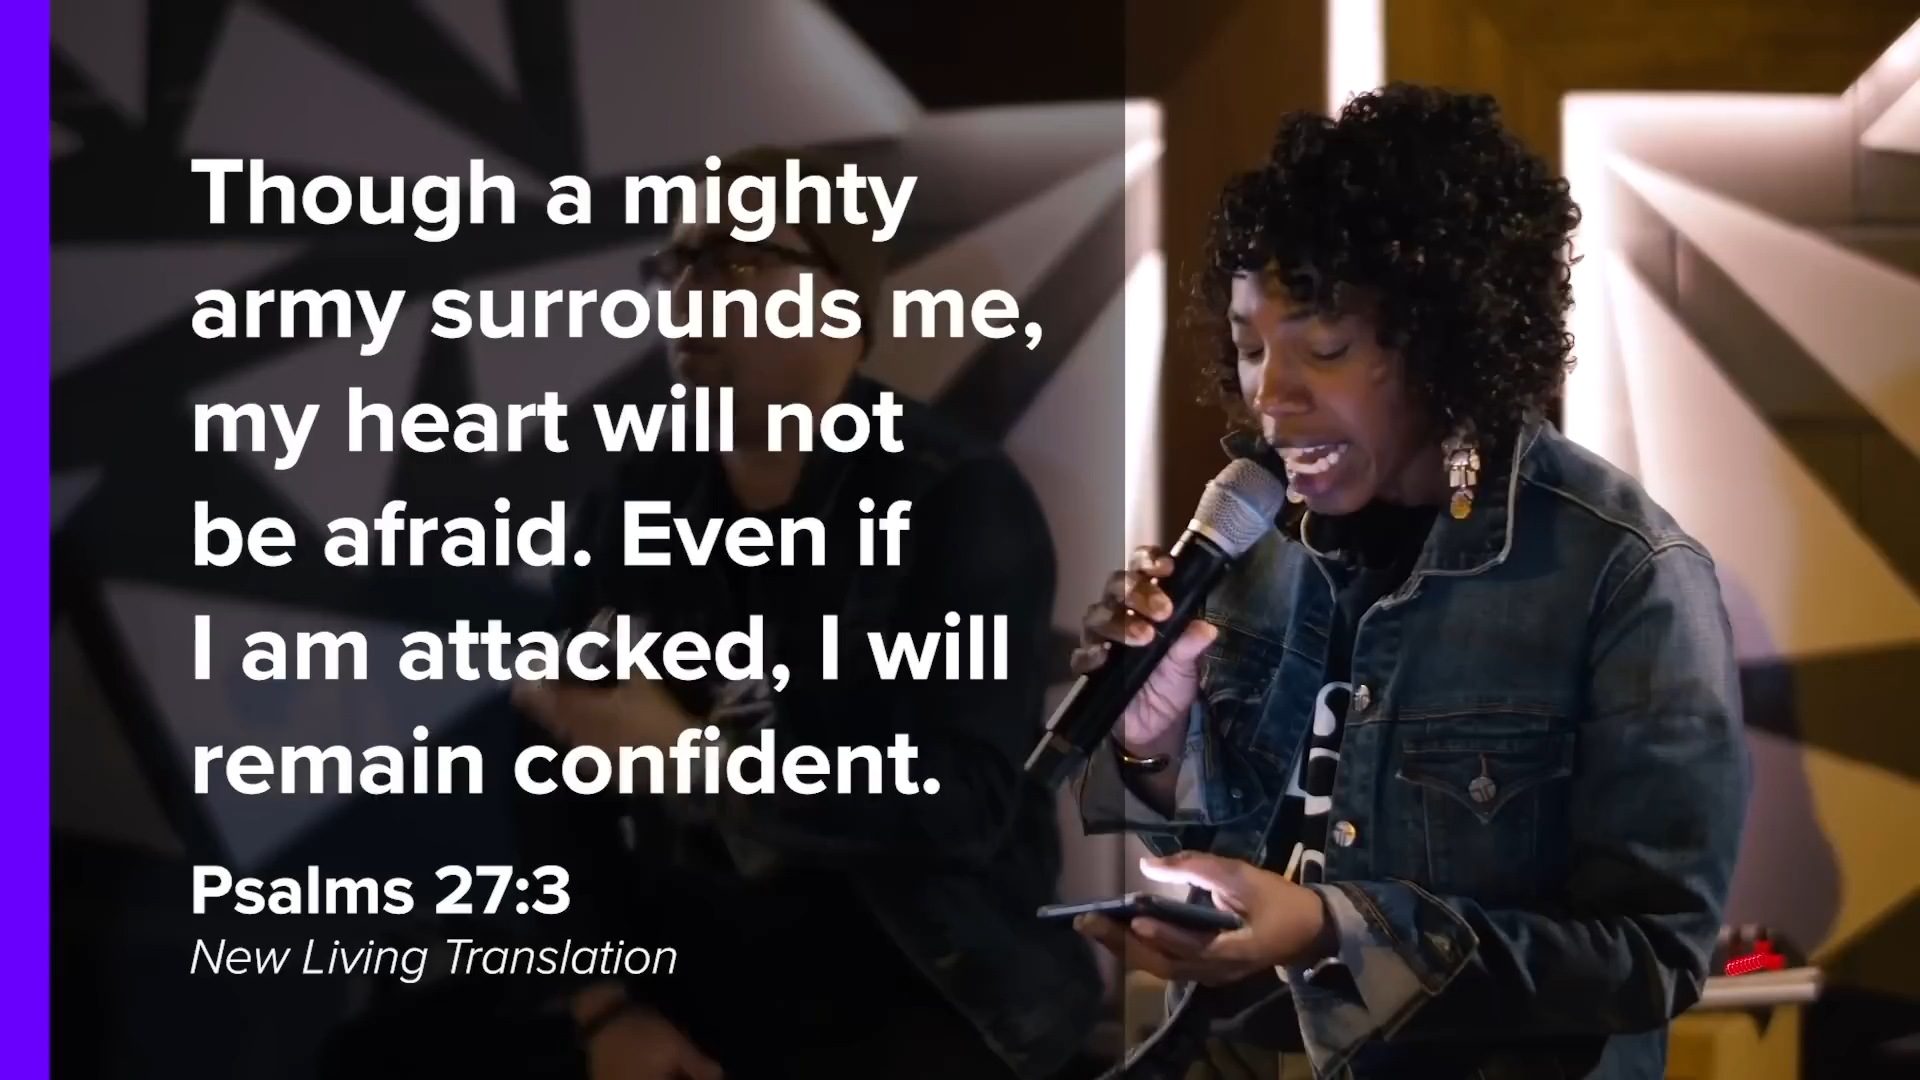 Though a mighty
army surrounds me,
my heart will not
be afraid. Even if
I am attacked, I will
remain confident.
Psalms 27:3
New Living Translation